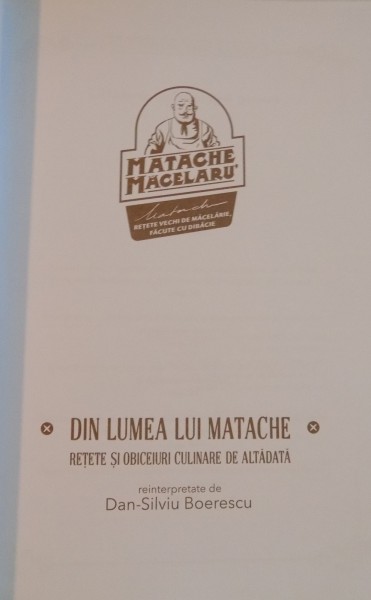 MATACHE
MĂCELARU'
Matach
REȚETE VECHI DE MĂCELĂRIE,
FĂCUTE CU DIBĂCIE
DIN LUMEA LUI MATACHE
REȚETE ȘI OBICEIURI CULINARE DE ALTĂDATĂ
reinterpretate de
Dan-Silviu Boerescu